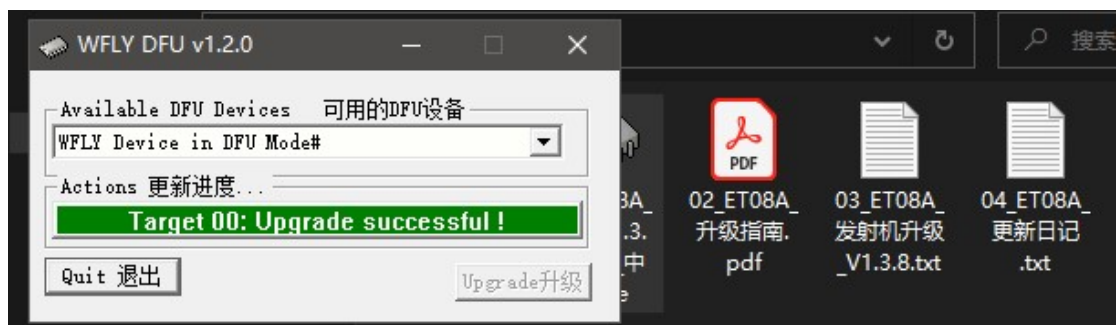 WFLY DFU v1.2.0
搜索
Available DFU Devices 可用的DFU设备
WFLY Device in DFU Mode#
Actions 更新进度...
Target 00: Upgrade successful !
Quit 退出
Upgrade升级
PDF
02_ET08A_
升级指南.
pdf
03_ET08A_
发射机升级
_V1.3.8.txt
04_ET08A_
更新日记
.txt